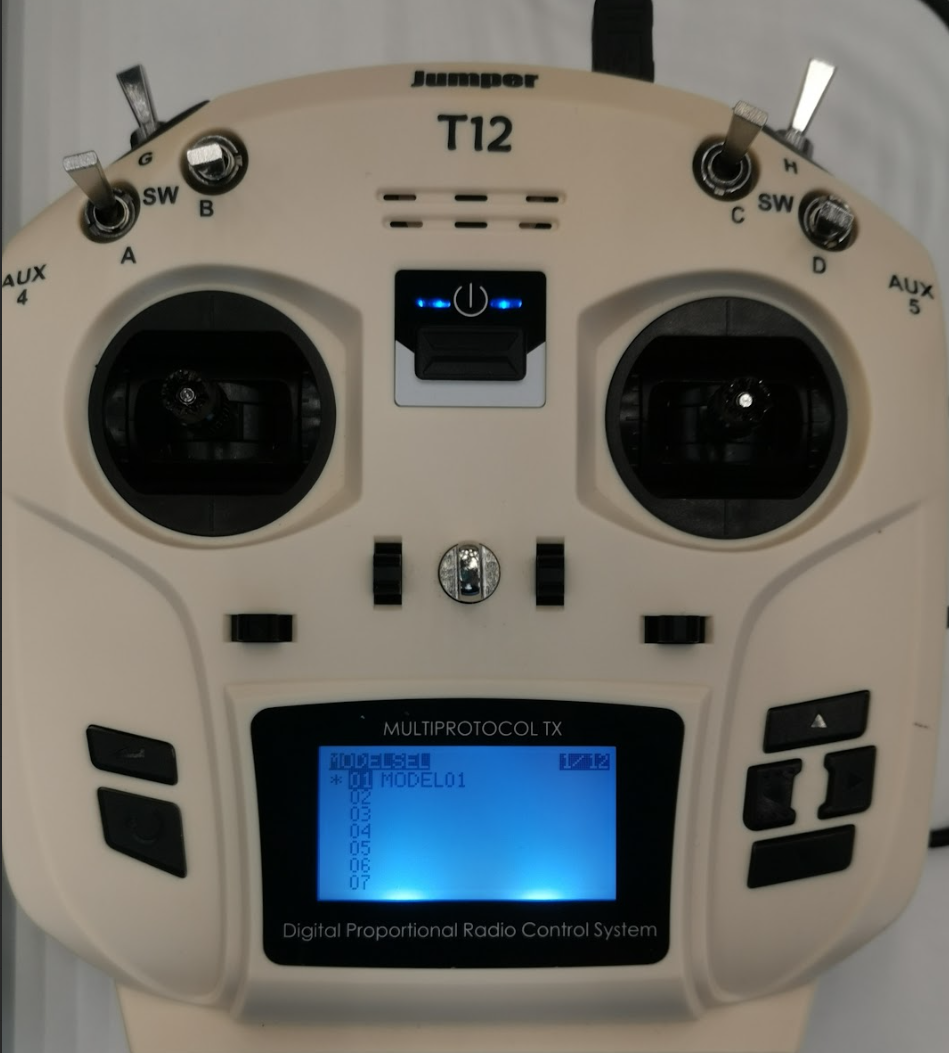 Jumper
T12
G
H
SW
B
C
SW
A
D
AUX
4
AUX
5
MULTIPROTOCOL TX
MODELSEL 1/12
* 01 MODEL01
02
03
04
05
06
07
Digital Proportional Radio Control System